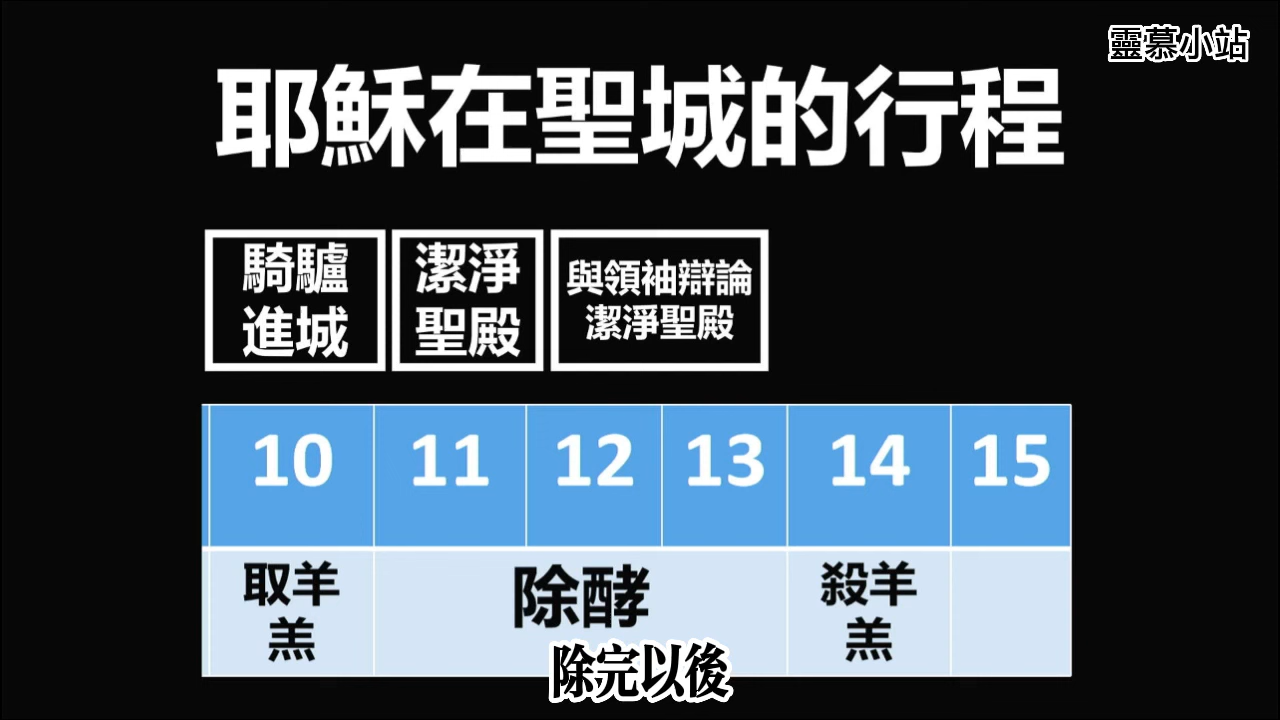 靈慕小站
耶穌在聖城的行程
騎驢
進城
潔淨
聖殿
與領袖辯論
潔淨聖殿
10 11 12 13 14 15
取羊
羔
除酵
殺羊
羔
除完以後